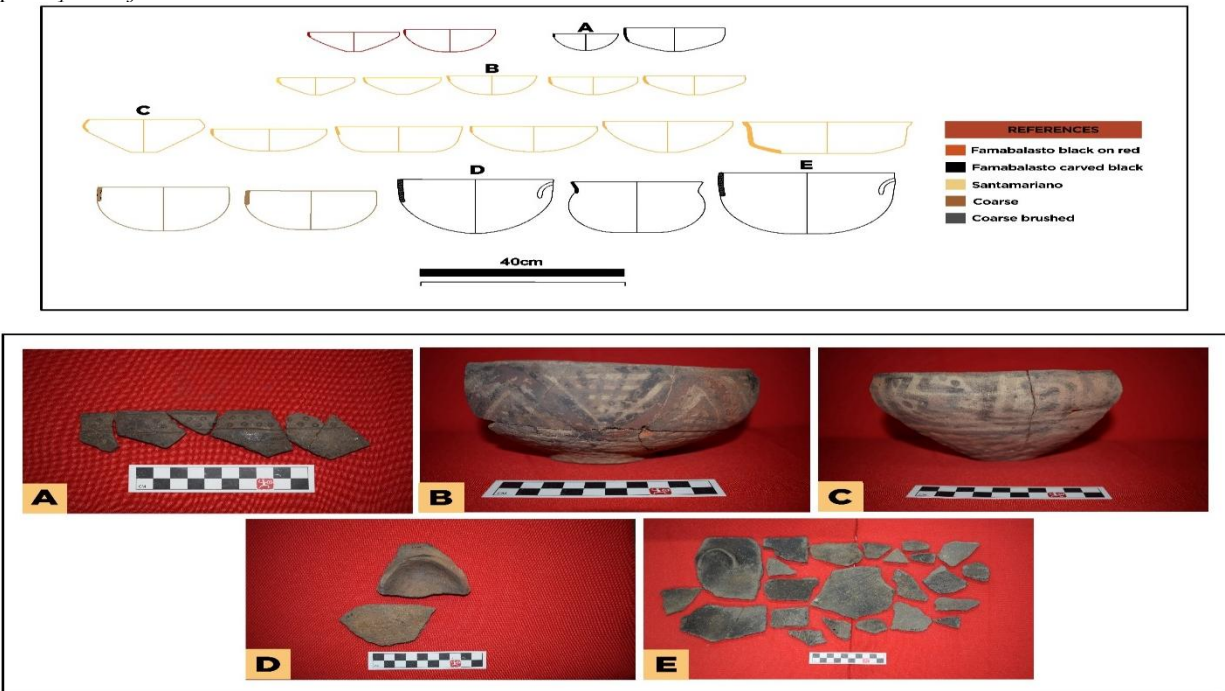 A
B
C
D
E
REFERENCES
Famabalasto black on red
Famabalasto carved black
Santamariano
Coarse
Coarse brushed
40cm
A
B
C
D
E